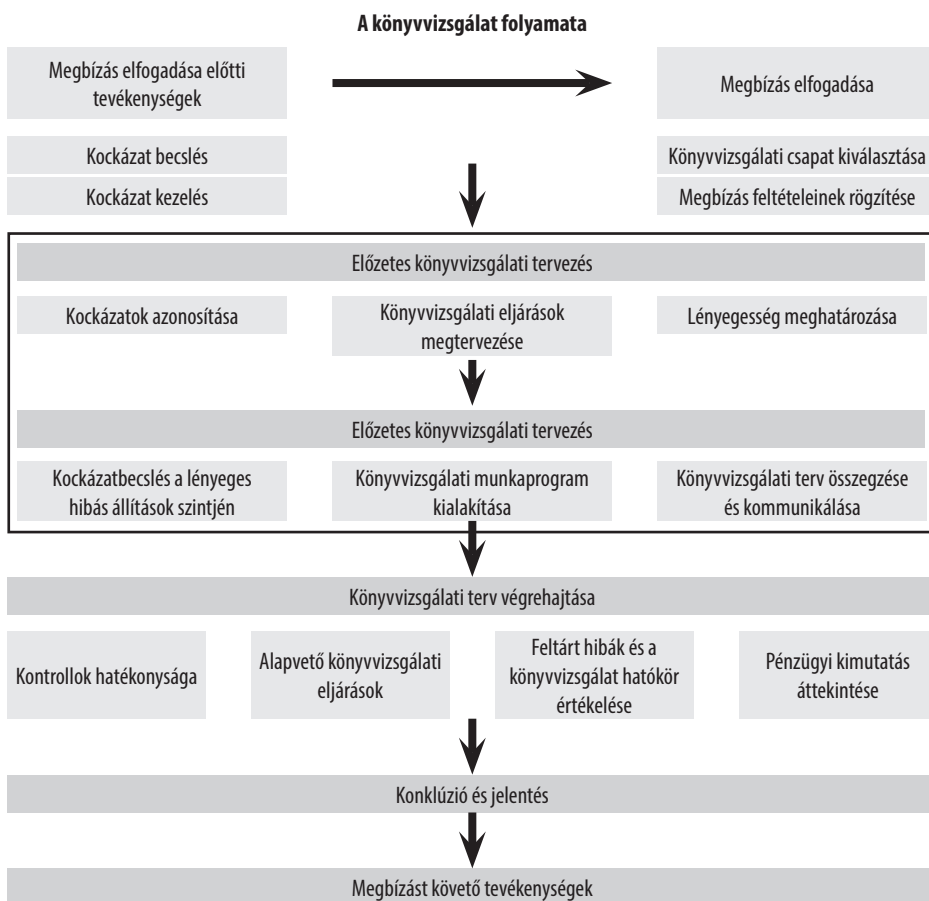 A könyvvizsgálat folyamata
Megbízás elfogadása előtti
tevékenységek
Megbízás elfogadása
Kockázat becslés
Könyvvizsgálati csapat kiválasztása
Kockázat kezelés
Megbízás feltételeinek rögzítése
Előzetes könyvvizsgálati tervezés
Kockázatok azonosítása
Könyvvizsgálati eljárások
megtervezése
Lényegesség meghatározása
Előzetes könyvvizsgálati tervezés
Kockázatbecslés a lényeges
hibás állítások szintjén
Könyvvizsgálati munkaprogram
kialakítása
Könyvvizsgálati terv összegzése
és kommunikálása
Könyvvizsgálati terv végrehajtása
Kontrollok hatékonysága
Alapvető könyvvizsgálati
eljárások
Feltárt hibák és a
könyvvizsgálat hatókör
értékelése
Pénzügyi kimutatás
áttekintése
Konklúzió és jelentés
Megbízást követő tevékenységek